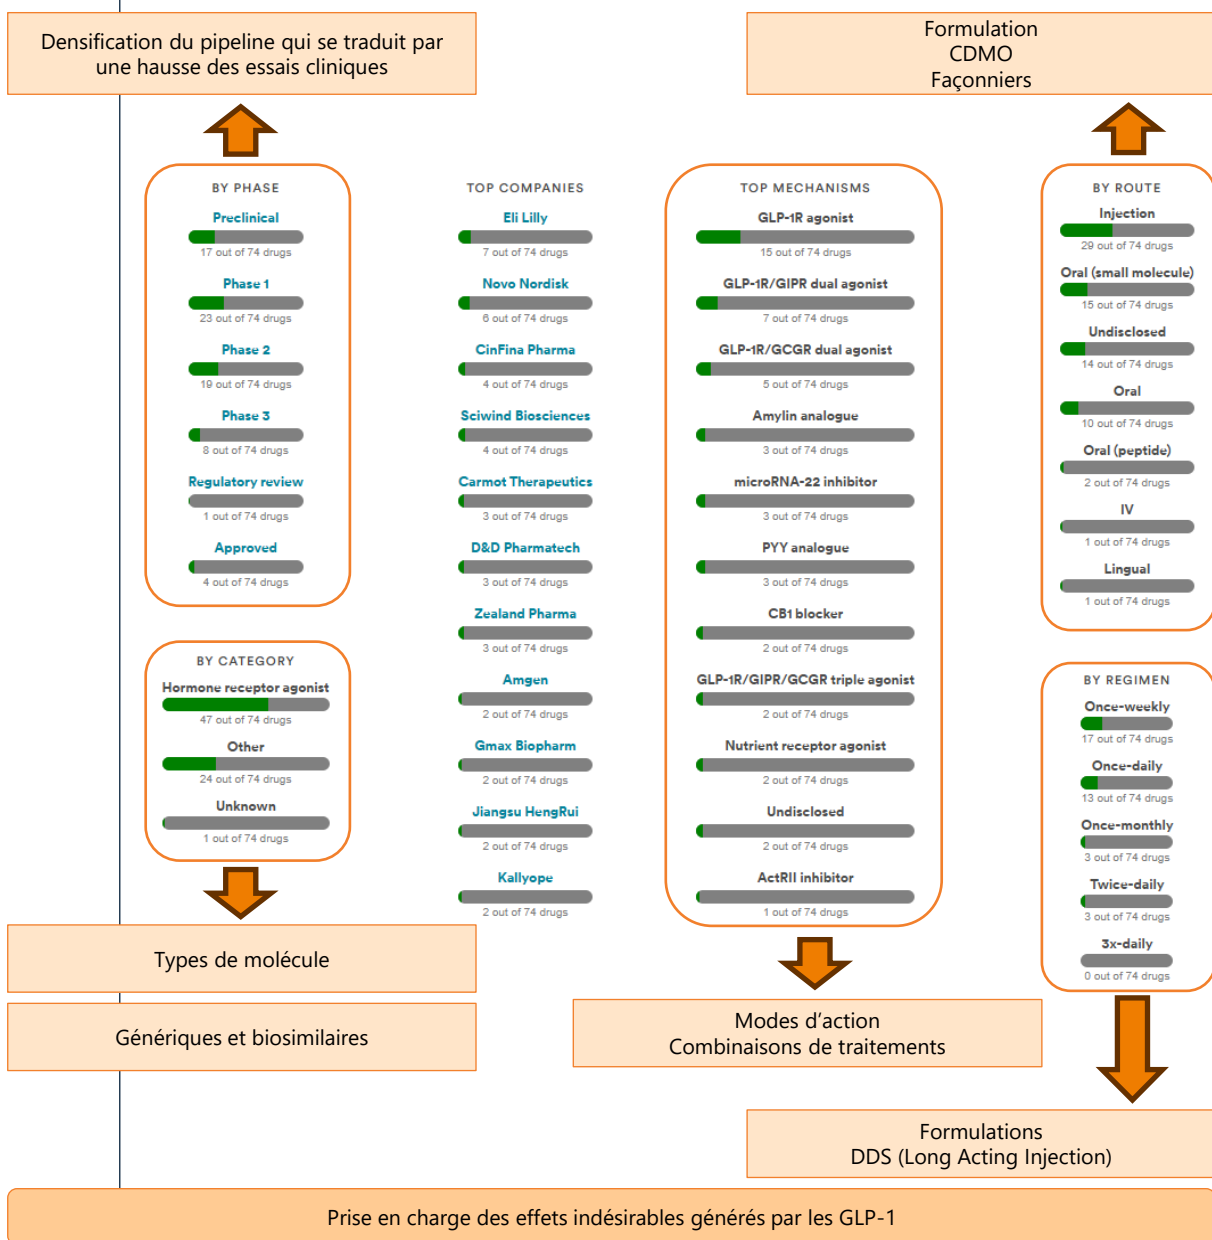 Densification du pipeline qui se traduit par
une hausse des essais cliniques
Formulation
CDMO
Façonniers
BY PHASE
Preclinical
17 out of 74 drugs
Phase 1
23 out of 74 drugs
Phase 2
19 out of 74 drugs
Phase 3
8 out of 74 drugs
Regulatory review
1 out of 74 drugs
Approved
4 out of 74 drugs
BY CATEGORY
Hormone receptor agonist
47 out of 74 drugs
Other
24 out of 74 drugs
Unknown
1 out of 74 drugs
TOP COMPANIES
Eli Lilly
7 out of 74 drugs
Novo Nordisk
6 out of 74 drugs
CinFina Pharma
4 out of 74 drugs
Sciwind Biosciences
4 out of 74 drugs
Carmot Therapeutics
3 out of 74 drugs
D&D Pharmatech
3 out of 74 drugs
Zealand Pharma
3 out of 74 drugs
Amgen
2 out of 74 drugs
Gmax Biopharm
2 out of 74 drugs
Jiangsu HengRui
2 out of 74 drugs
Kallyope
2 out of 74 drugs
TOP MECHANISMS
GLP-1R agonist
15 out of 74 drugs
GLP-1R/GIPR dual agonist
7 out of 74 drugs
GLP-1R/GCGR dual agonist
5 out of 74 drugs
Amylin analogue
3 out of 74 drugs
microRNA-22 inhibitor
3 out of 74 drugs
PYY analogue
3 out of 74 drugs
CB1 blocker
2 out of 74 drugs
GLP-1R/GIPR/GCGR triple agonist
2 out of 74 drugs
Nutrient receptor agonist
2 out of 74 drugs
Undisclosed
2 out of 74 drugs
ActRII inhibitor
1 out of 74 drugs
BY ROUTE
Injection
29 out of 74 drugs
Oral (small molecule)
15 out of 74 drugs
Undisclosed
14 out of 74 drugs
Oral
10 out of 74 drugs
Oral (peptide)
2 out of 74 drugs
IV
1 out of 74 drugs
Lingual
1 out of 74 drugs
BY REGIMEN
Once-weekly
17 out of 74 drugs
Once-daily
13 out of 74 drugs
Once-monthly
3 out of 74 drugs
Twice-daily
3 out of 74 drugs
3x-daily
0 out of 74 drugs
Types de molécule
Génériques et biosimilaires
Modes d'action
Combinaisons de traitements
Formulations
DDS (Long Acting Injection)
Prise en charge des effets indésirables générés par les GLP-1